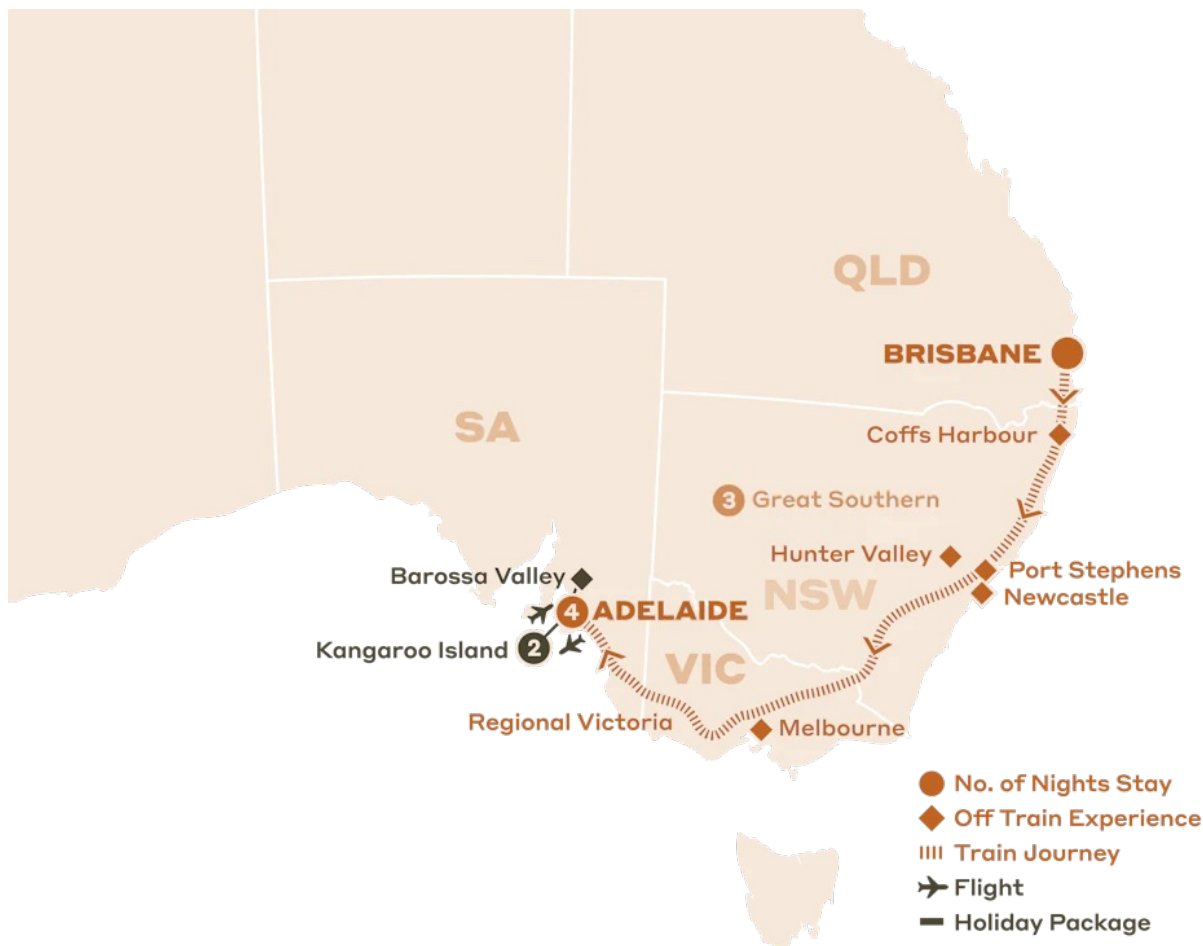 QLD
BRISBANE
SA
Coffs Harbour
3 Great Southern
Hunter Valley
Port Stephens
Barossa Valley
NSW
Newcastle
4 ADELAIDE
Kangaroo Island 2
VIC
Regional Victoria
Melbourne
No. of Nights Stay
Off Train Experience
Train Journey
Flight
Holiday Package